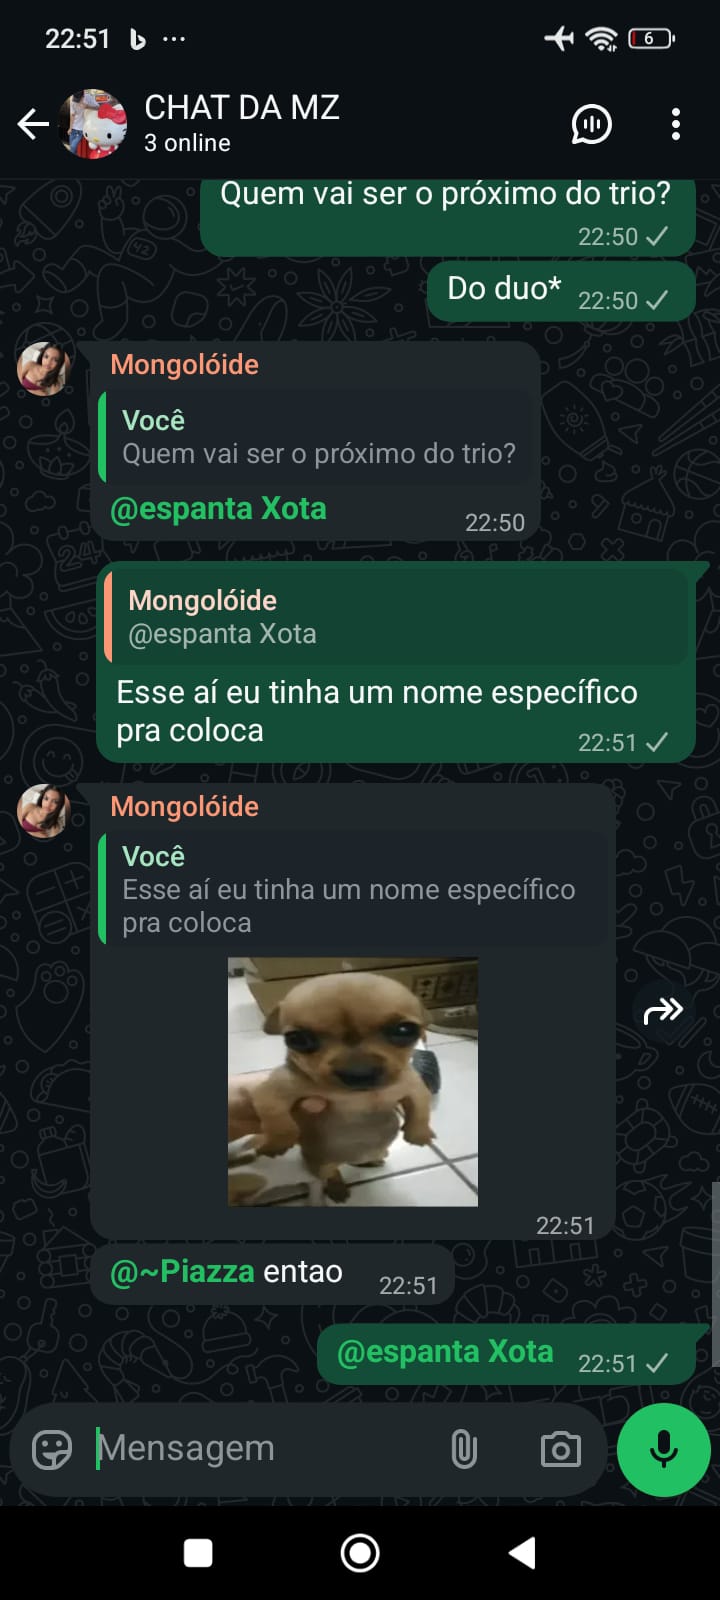 22:51
6
CHAT DA MZ
3 online
Quem vai ser o próximo do trio?
22:50
Do duo* 22:50
Mongolóide
Você
Quem vai ser o próximo do trio?
@espanta Xota
22:50
Mongolóide
@espanta Xota
Esse aí eu tinha um nome específico
pra coloca
22:51
Mongolóide
Você
Esse aí eu tinha um nome específico
pra coloca
22:51
@~Piazza entao 22:51
@espanta Xota 22:51
Mensagem